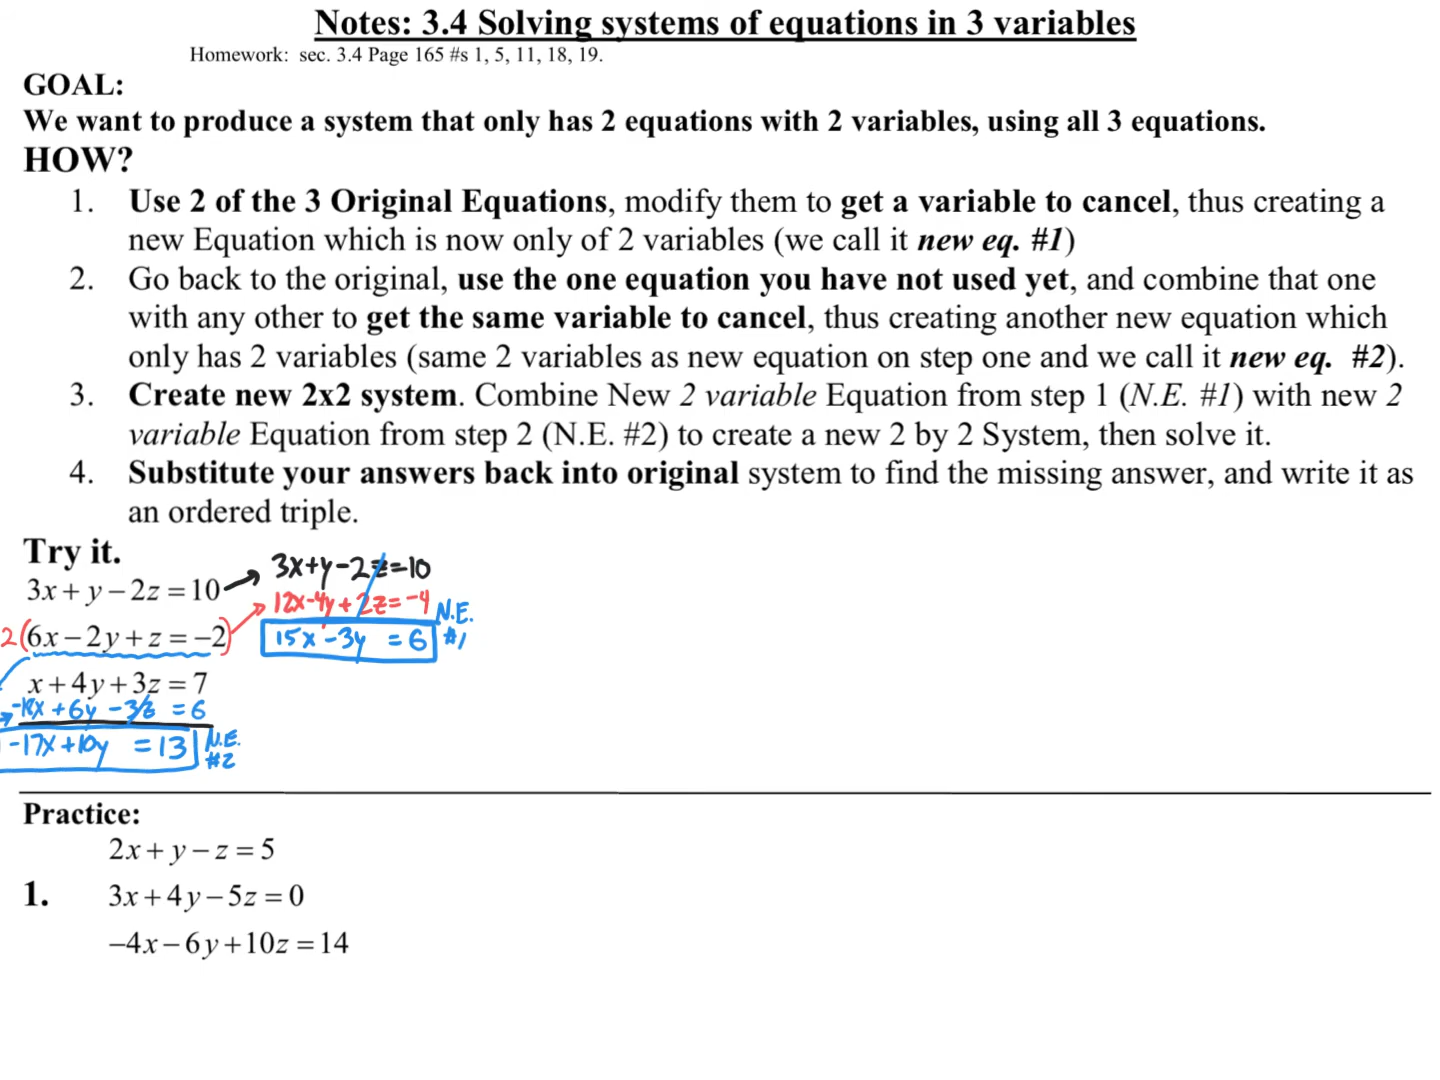 Notes: 3.4 Solving systems of equations in 3 variables
Homework: sec. 3.4 Page 165 #s 1, 5, 11, 18, 19.
GOAL:
We want to produce a system that only has 2 equations with 2 variables, using all 3 equations.
HOW?
1. Use 2 of the 3 Original Equations, modify them to get a variable to cancel, thus creating a
new Equation which is now only of 2 variables (we call it new eq. #1)
2. Go back to the original, use the one equation you have not used yet, and combine that one
with any other to get the same variable to cancel, thus creating another new equation which
only has 2 variables (same 2 variables as new equation on step one and we call it new eq. #2).
3. Create new 2x2 system. Combine New 2 variable Equation from step 1 (N.E. #1) with new 2
variable Equation from step 2 (N.E. #2) to create a new 2 by 2 System, then solve it.
4. Substitute your answers back into original system to find the missing answer, and write it as
an ordered triple.
Try it.
3x+y-2z=10
3x + y – 2z = 10
12x-4y+2z=-4
N.E.
2(6x – 2y + z = –2)
15x-3y = 6
#1
x + 4y + 3z = 7
-18x +6y -3z = 6
-17x+10y = 13
N.E.
#2
Practice:
2x + y – z = 5
1. 3x + 4y – 5z = 0
–4x – 6y + 10z = 14